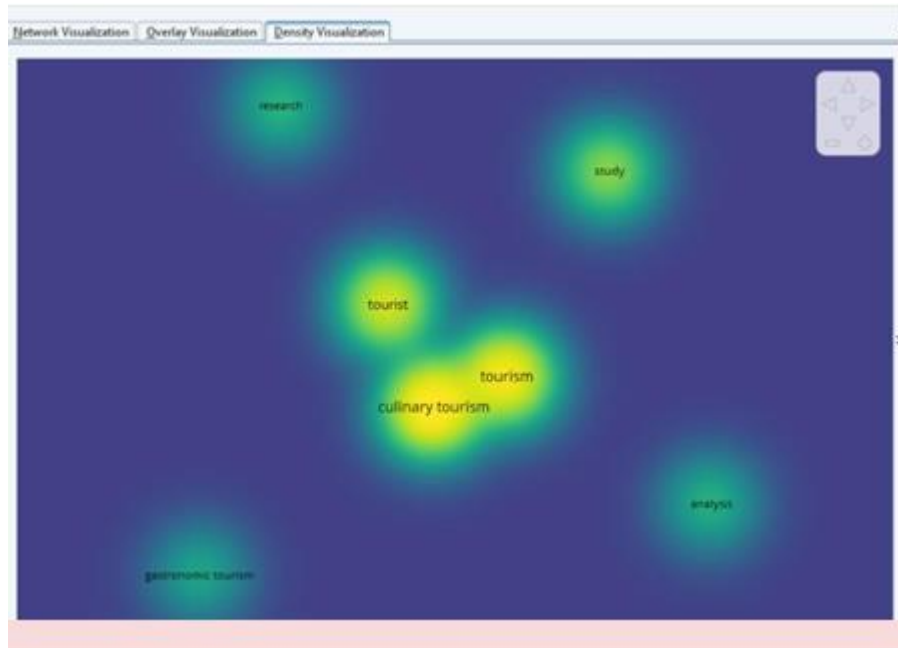 Network Visualization Overlay Visualization Density Visualization
research
study
tourist
tourism
culinary tourism
analysis
gastronomic tourism